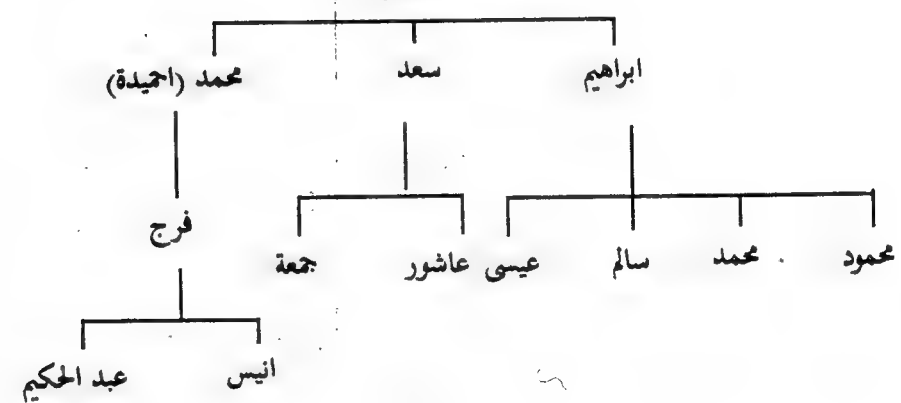 ابراهيم سعد محمد (احميدة)
فرج
محمود محمد سالم عيسى عاشور جمعة
انيس عبد الحكيم